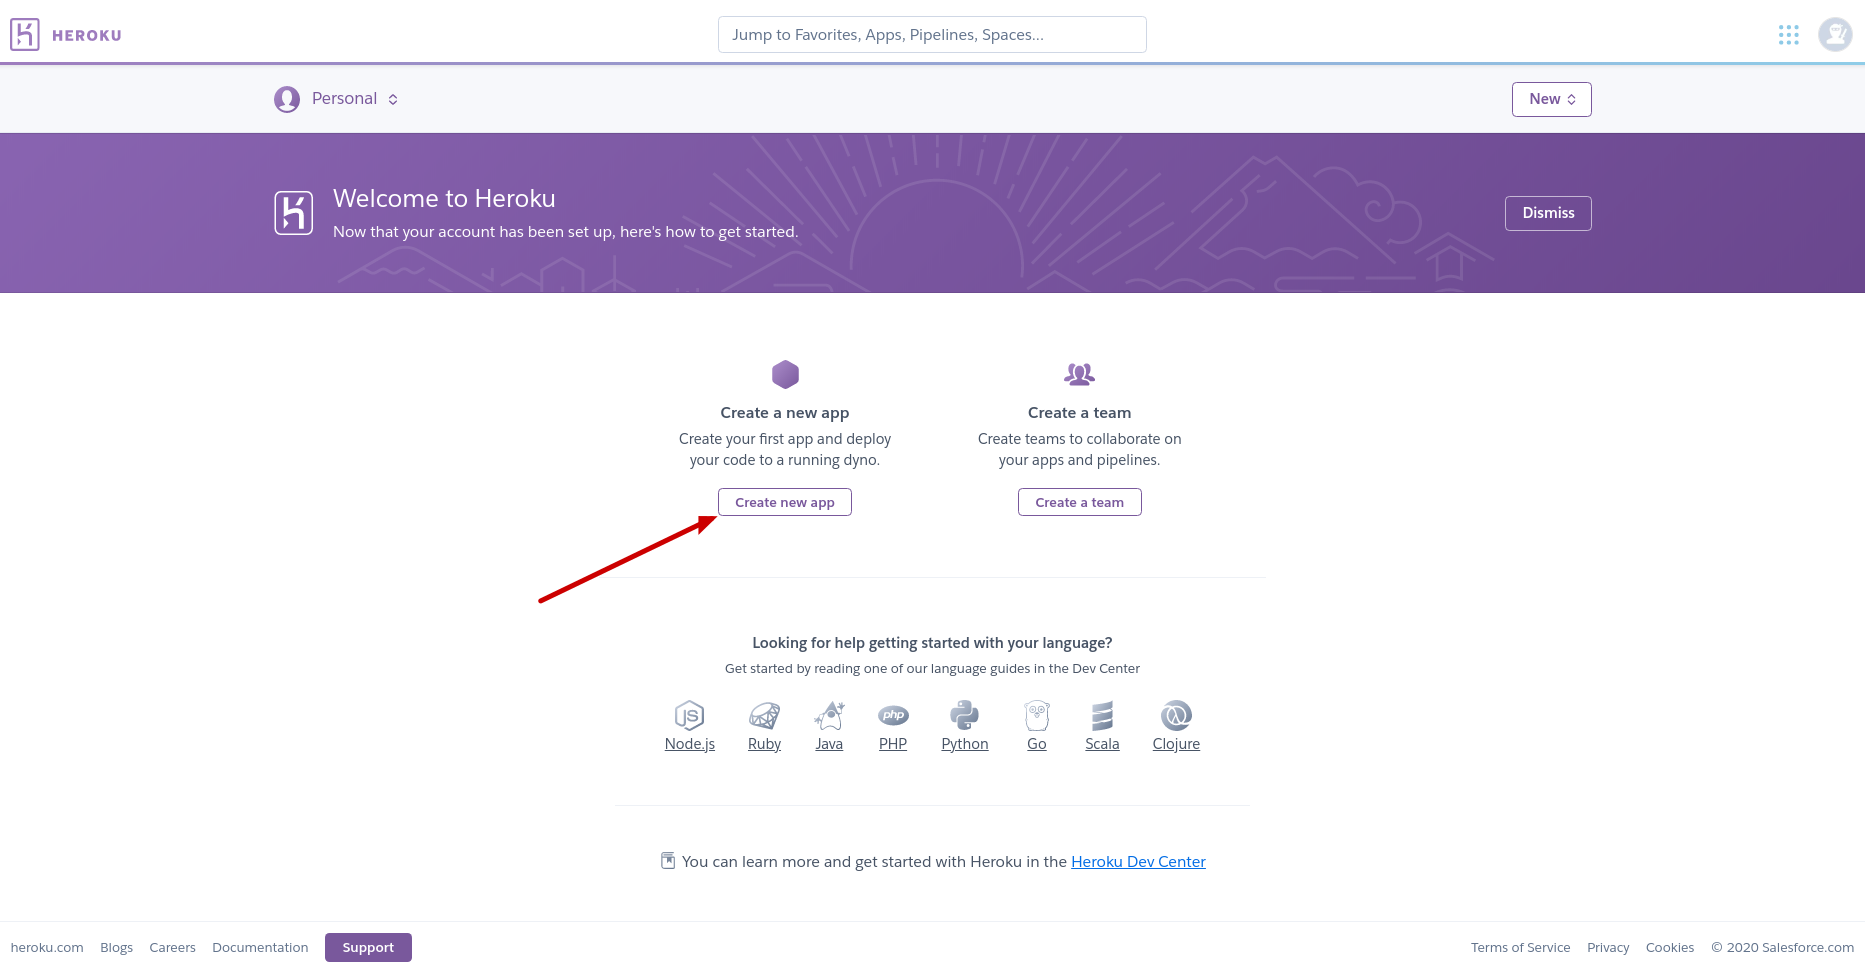 HEROKU
Jump to Favorites, Apps, Pipelines, Spaces...
Personal
New
Welcome to Heroku
Now that your account has been set up, here's how to get started.
Dismiss
Create a new app
Create your first app and deploy
your code to a running dyno.
Create new app
Create a team
Create teams to collaborate on
your apps and pipelines.
Create a team
Looking for help getting started with your language?
Get started by reading one of our language guides in the Dev Center
JS
php
Node.js Ruby Java PHP Python Go Scala Clojure
You can learn more and get started with Heroku in the Heroku Dev Center
heroku.com Blogs Careers Documentation Support Terms of Service Privacy Cookies © 2020 Salesforce.com